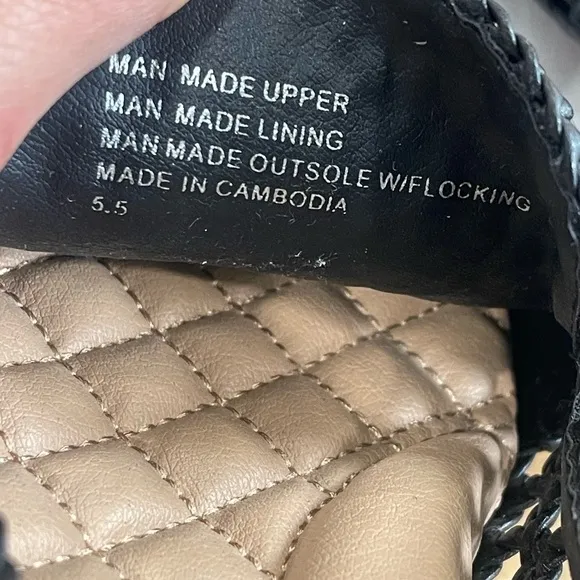 MAN MADE UPPER
MAN MADE LINING
MAN MADE OUTSOLE W/FLOCKING
MADE IN CAMBODIA
5.5